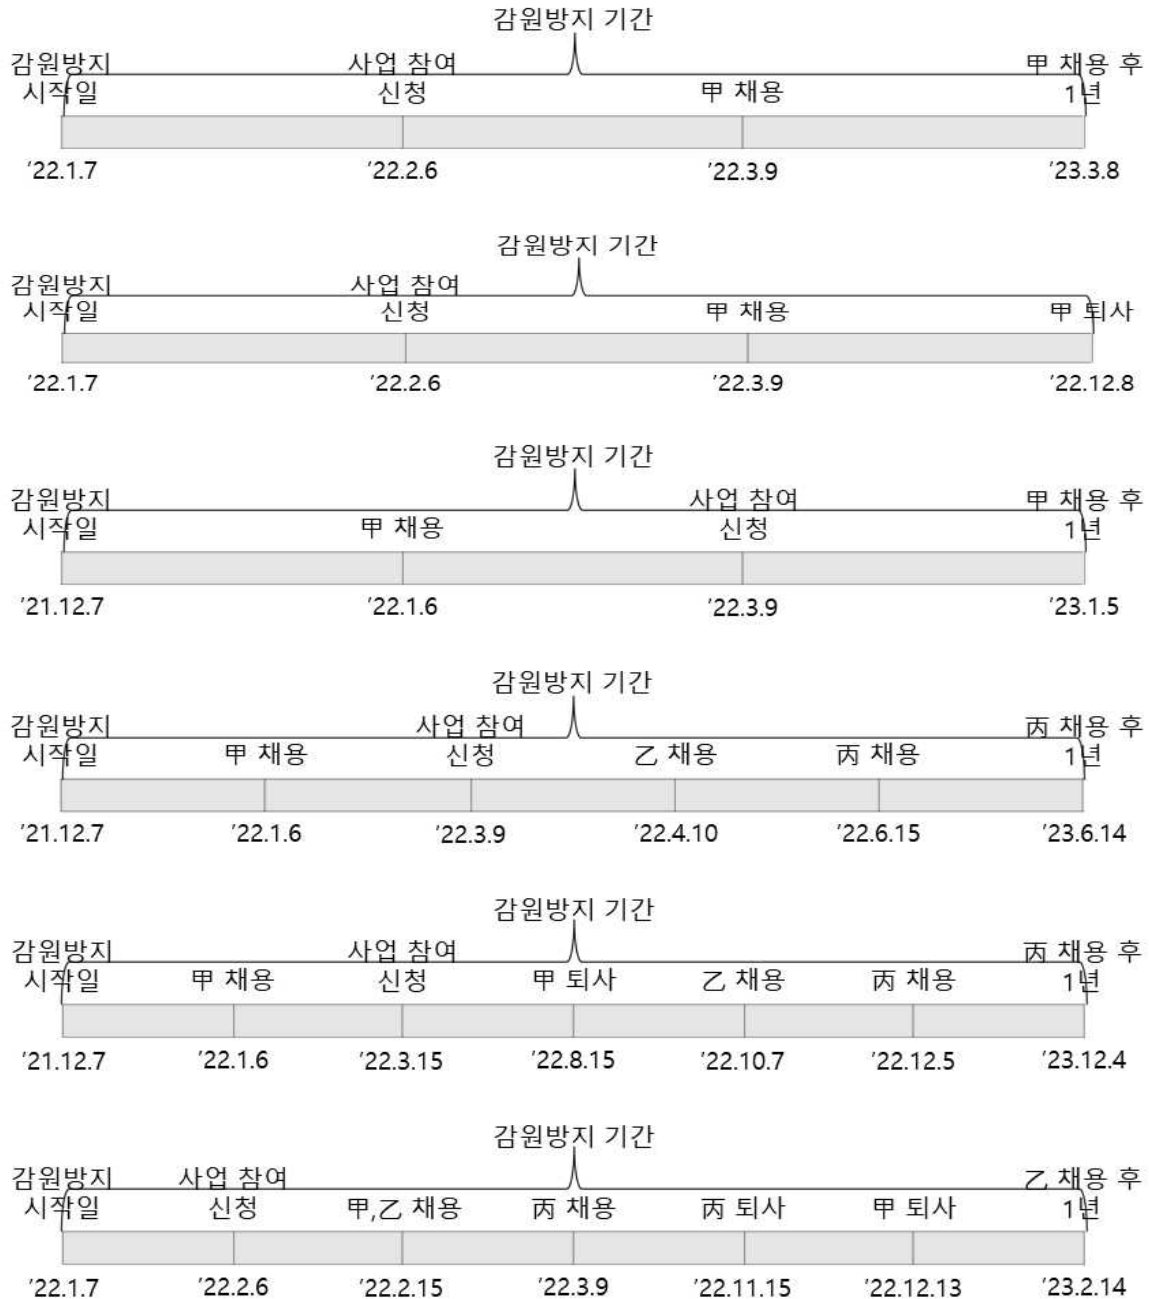 감원방지 기간
감원방지 사업 참여 甲 채용 후
시작일 신청 甲 채용 1년
’22.1.7 ’22.2.6 ’22.3.9 ’23.3.8
감원방지 기간
감원방지 사업 참여
시작일 신청 甲 채용 甲 퇴사
’22.1.7 ’22.2.6 ’22.3.9 ’22.12.8
감원방지 기간
감원방지 사업 참여 甲 채용 후
시작일 甲 채용 신청 1년
’21.12.7 ’22.1.6 ’22.3.9 ’23.1.5
감원방지 기간
감원방지 사업 참여 丙 채용 후
시작일 甲 채용 신청 乙 채용 丙 채용 1년
’21.12.7 ’22.1.6 ’22.3.9 ’22.4.10 ’22.6.15 ’23.6.14
감원방지 기간
감원방지 사업 참여 丙 채용 후
시작일 甲 채용 신청 甲 퇴사 乙 채용 丙 채용 1년
’21.12.7 ’22.1.6 ’22.3.15 ’22.8.15 ’22.10.7 ’22.12.5 ’23.12.4
감원방지 기간
감원방지 사업 참여 乙 채용 후
시작일 신청 甲,乙 채용 丙 채용 丙 퇴사 甲 퇴사 1년
’22.1.7 ’22.2.6 ’22.2.15 ’22.3.9 ’22.11.15 ’22.12.13 ’23.2.14